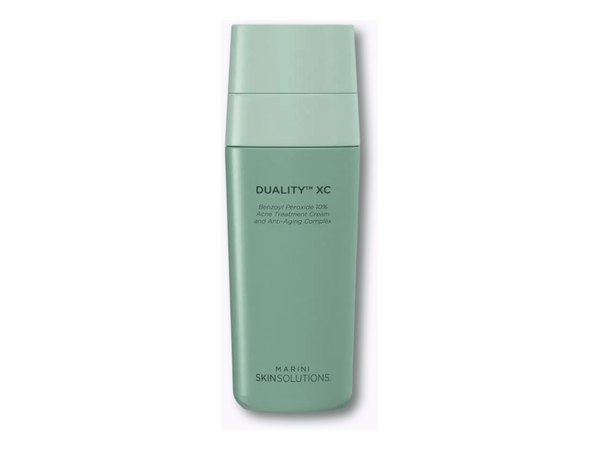 DUALITY™ XC
Benzoyl Peroxide 10%
Acne Treatment Cream
and Anti-Aging Complex
MARINI
SKINSOLUTIONS.